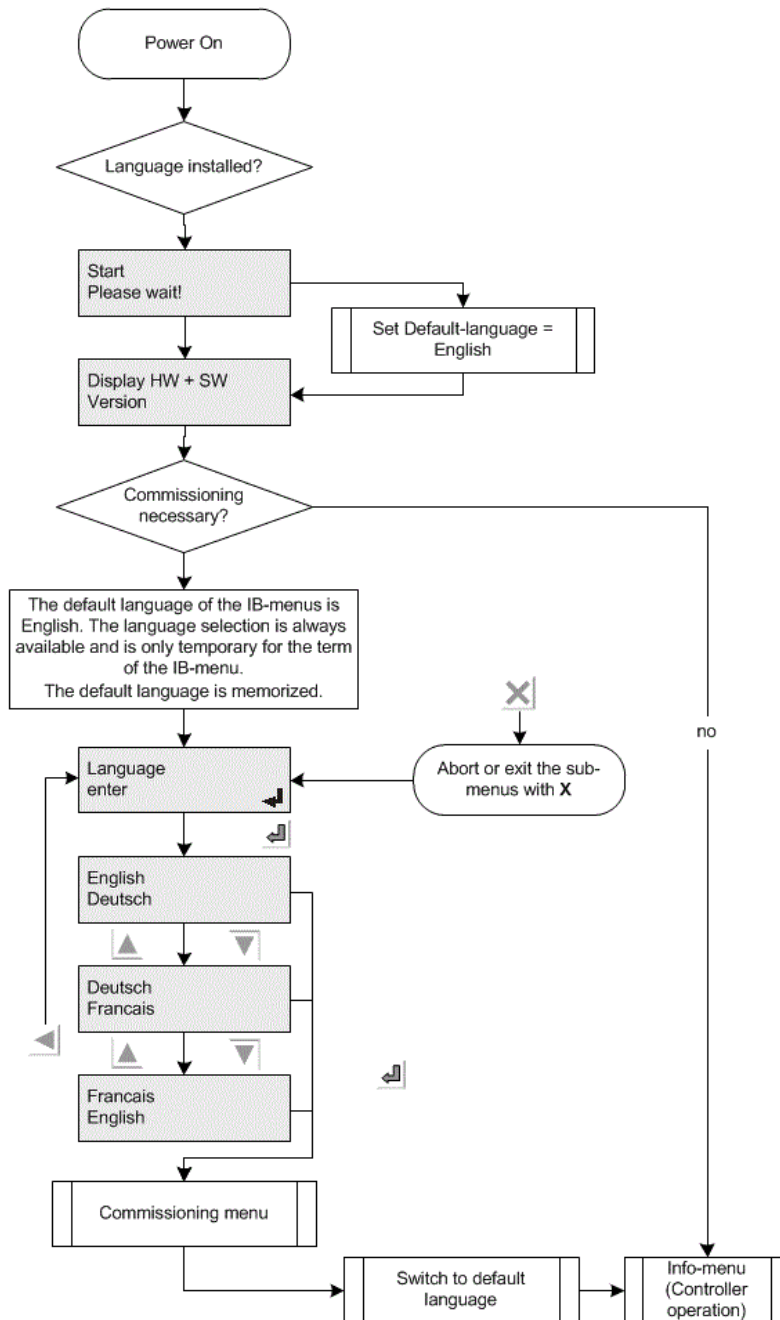 Power On
Language installed?
Start
Please wait!
Set Default-language =
English
Display HW + SW
Version
Commissioning
necessary?
The default language of the IB-menus is
English. The language selection is always
available and is only temporary for the term
of the IB-menu.
The default language is memorized.
no
Language
enter
Abort or exit the sub-
menus with X
English
Deutsch
Deutsch
Francais
Francais
English
Commissioning menu
Switch to default
language
Info-menu
(Controller
operation)